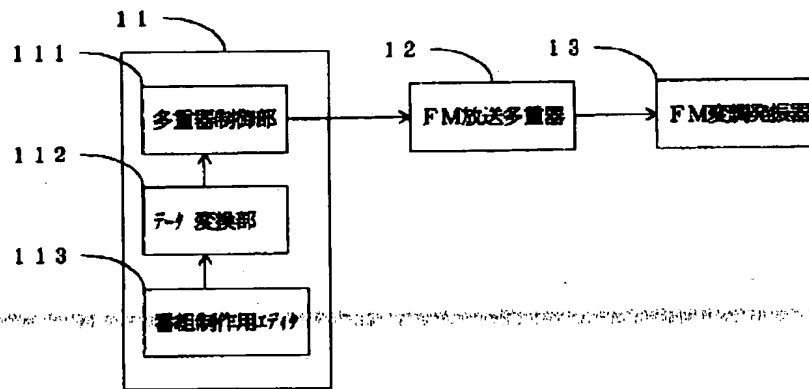 １１
１１１
多重器制御部
１２
ＦＭ放送多重器
１３
ＦＭ変調発振器
１１２
データ 変換部
１１３
番組制作用エディタ